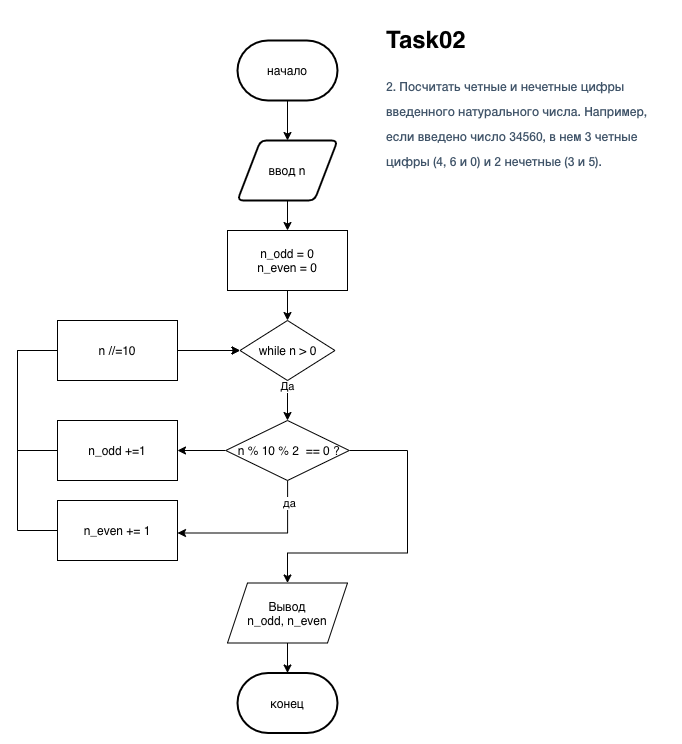 Task02
2. Посчитать четные и нечетные цифры
введенного натурального числа. Например,
если введено число 34560, в нем 3 четные
цифры (4, 6 и 0) и 2 нечетные (3 и 5).
начало
ввод n
n_odd = 0
n_even = 0
n //=10
while n > 0
Да
n_odd +=1
n % 10 % 2 == 0 ?
да
n_even += 1
Вывод
n_odd, n_even
конец